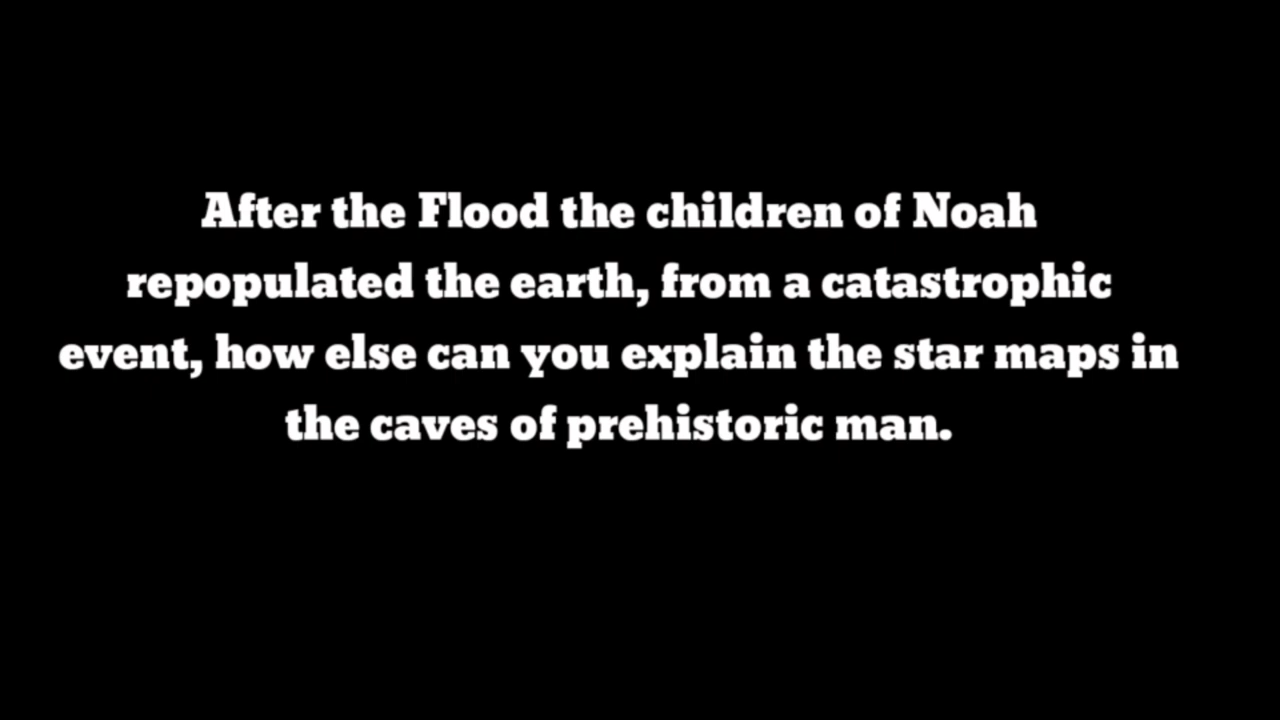 After the Flood the children of Noah
repopulated the earth, from a catastrophic
event, how else can you explain the star maps in
the caves of prehistoric man.